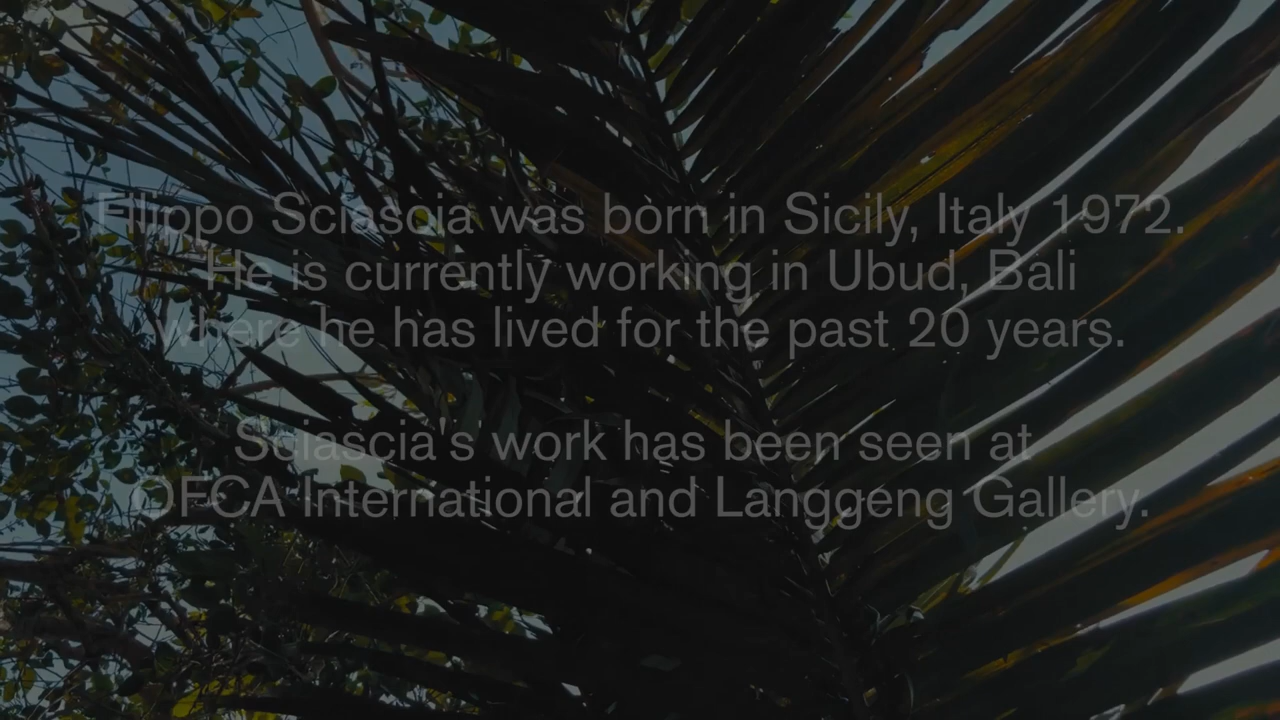 Filippo Sciascia was born in Sicily, Italy 1972.
He is currently working in Ubud, Bali
where he has lived for the past 20 years.
Sciascia's work has been seen at
OFCA International and Langgeng Gallery.